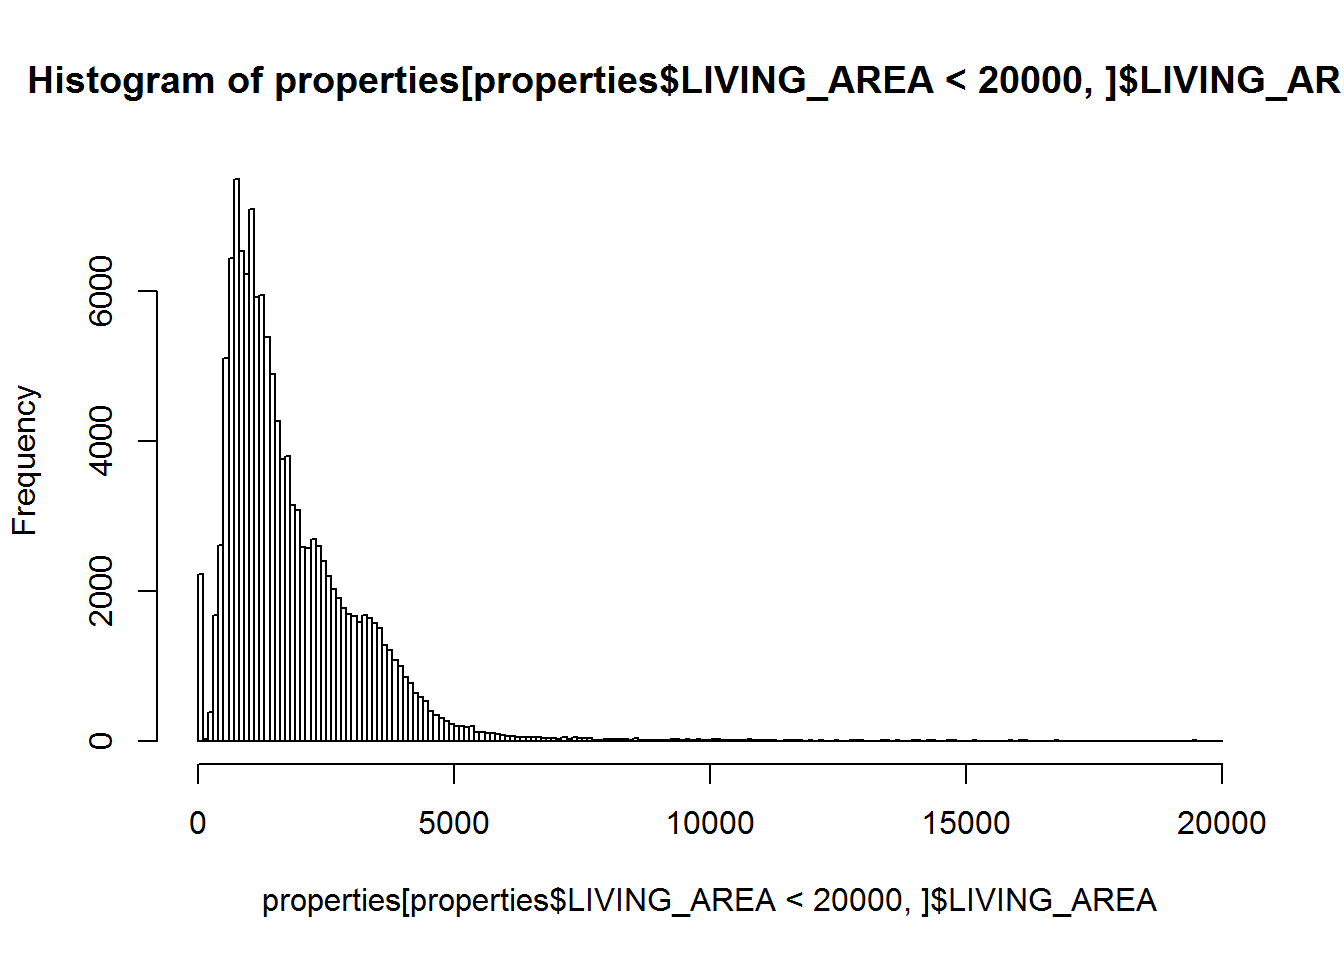 Histogram of properties[properties$LIVING_AREA < 20000, ]$LIVING_AR
Frequency
6000
4000
2000
0
0 5000 10000 15000 20000
properties[properties$LIVING_AREA < 20000, ]$LIVING_AREA